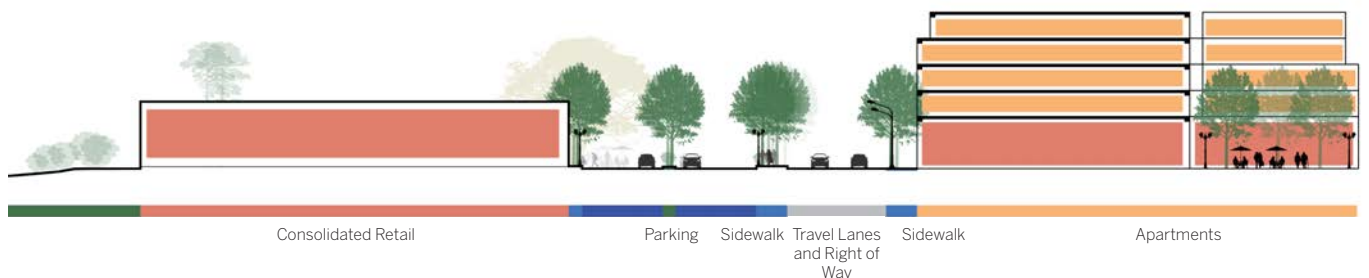 Consolidated Retail
Parking
Sidewalk
Travel Lanes
and Right of
Way
Sidewalk
Apartments